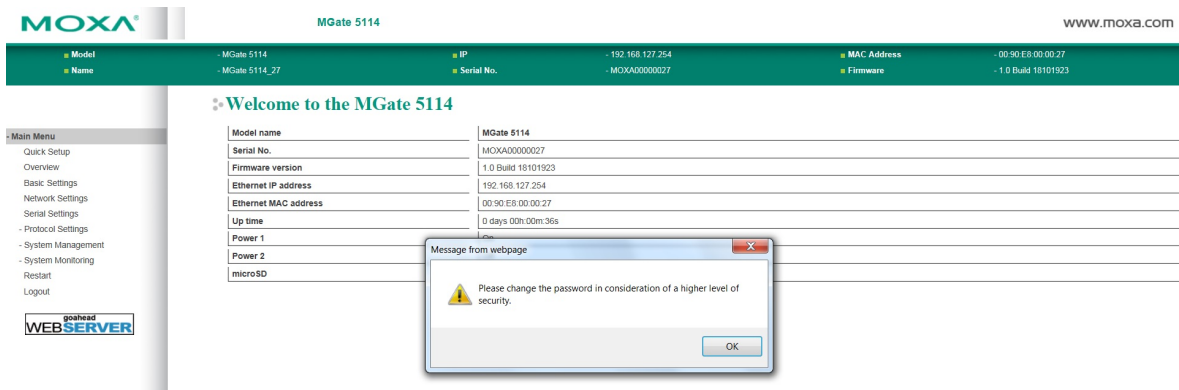 MOXA®
MGate 5114
www.moxa.com
Model - MGate 5114 IP - 192.168.127.254 MAC Address - 00:90:E8:00:00:27
Name - MGate 5114_27 Serial No. - MOXA00000027 Firmware - 1.0 Build 18101923
Welcome to the MGate 5114
- Main Menu
Quick Setup
Overview
Basic Settings
Network Settings
Serial Settings
- Protocol Settings
- System Management
- System Monitoring
Restart
Logout
goahead
WEBSERVER
Model name MGate 5114
Serial No. MOXA00000027
Firmware version 1.0 Build 18101923
Ethernet IP address 192.168.127.254
Ethernet MAC address 00:90:E8:00:00:27
Up time 0 days 00h:00m:36s
Power 1 On
Power 2
microSD
Message from webpage
Please change the password in consideration of a higher level of
security.
OK